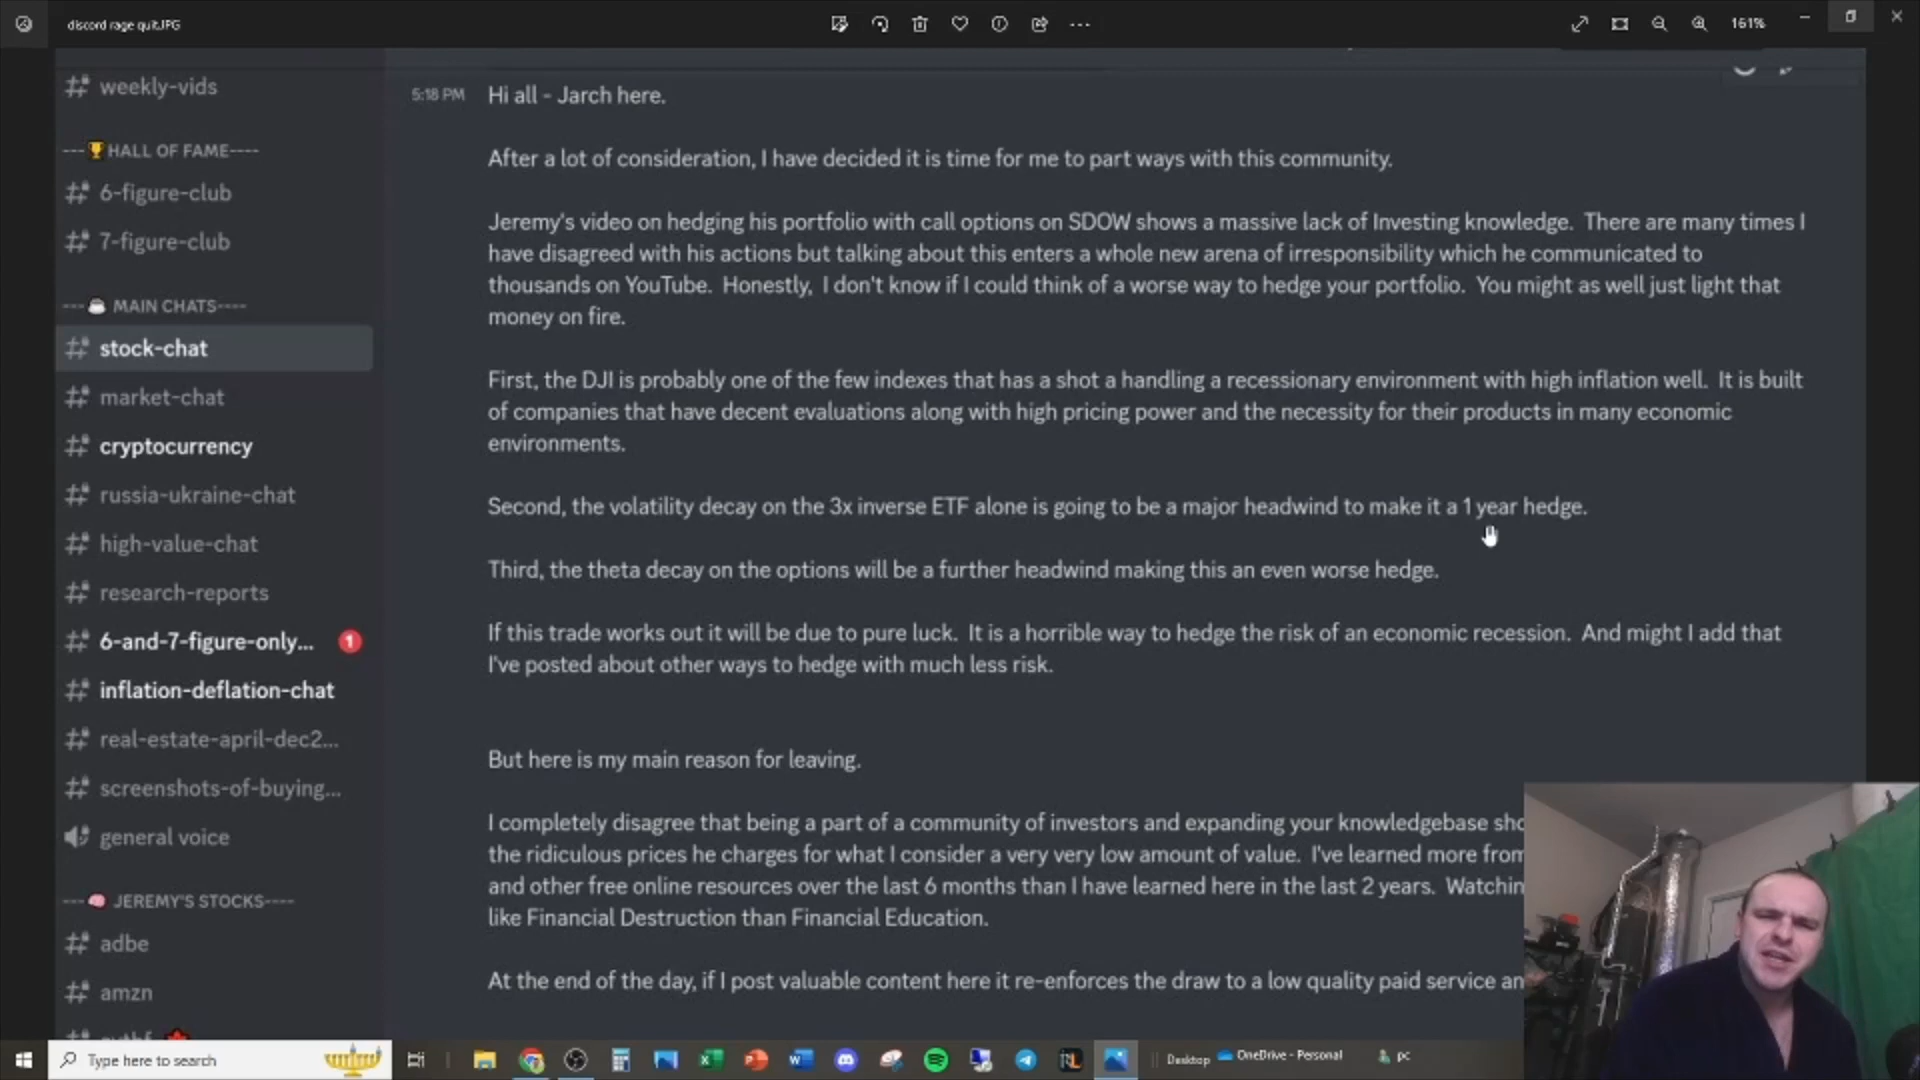 discord rage quit.JPG
161%
weekly-vids
----🏆HALL OF FAME----
6-figure-club
7-figure-club
----☕ MAIN CHATS----
stock-chat
market-chat
cryptocurrency
russia-ukraine-chat
high-value-chat
research-reports
6-and-7-figure-only...
1
inflation-deflation-chat
real-estate-april-dec2...
screenshots-of-buying...
general voice
----🧠 JEREMY'S STOCKS----
adbe
amzn
5:18 PM
Hi all - Jarch here.
After a lot of consideration, I have decided it is time for me to part ways with this community.
Jeremy's video on hedging his portfolio with call options on SDOW shows a massive lack of Investing knowledge. There are many times I
have disagreed with his actions but talking about this enters a whole new arena of irresponsibility which he communicated to
thousands on YouTube. Honestly, I don't know if I could think of a worse way to hedge your portfolio. You might as well just light that
money on fire.
First, the DJI is probably one of the few indexes that has a shot a handling a recessionary environment with high inflation well. It is built
of companies that have decent evaluations along with high pricing power and the necessity for their products in many economic
environments.
Second, the volatility decay on the 3x inverse ETF alone is going to be a major headwind to make it a 1 year hedge.
Third, the theta decay on the options will be a further headwind making this an even worse hedge.
If this trade works out it will be due to pure luck. It is a horrible way to hedge the risk of an economic recession. And might I add that
I've posted about other ways to hedge with much less risk.
But here is my main reason for leaving.
I completely disagree that being a part of a community of investors and expanding your knowledgebase sho
the ridiculous prices he charges for what I consider a very very low amount of value. I've learned more from
and other free online resources over the last 6 months than I have learned here in the last 2 years. Watchin
like Financial Destruction than Financial Education.
At the end of the day, if I post valuable content here it re-enforces the draw to a low quality paid service an
Type here to search
Desktop
OneDrive - Personal
pc